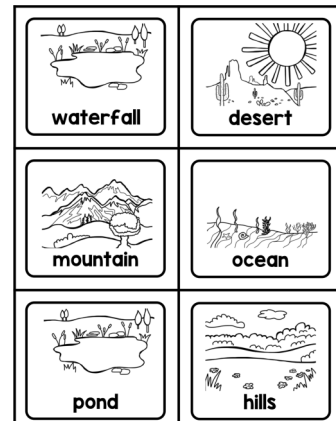 waterfall
desert
mountain
ocean
pond
hills